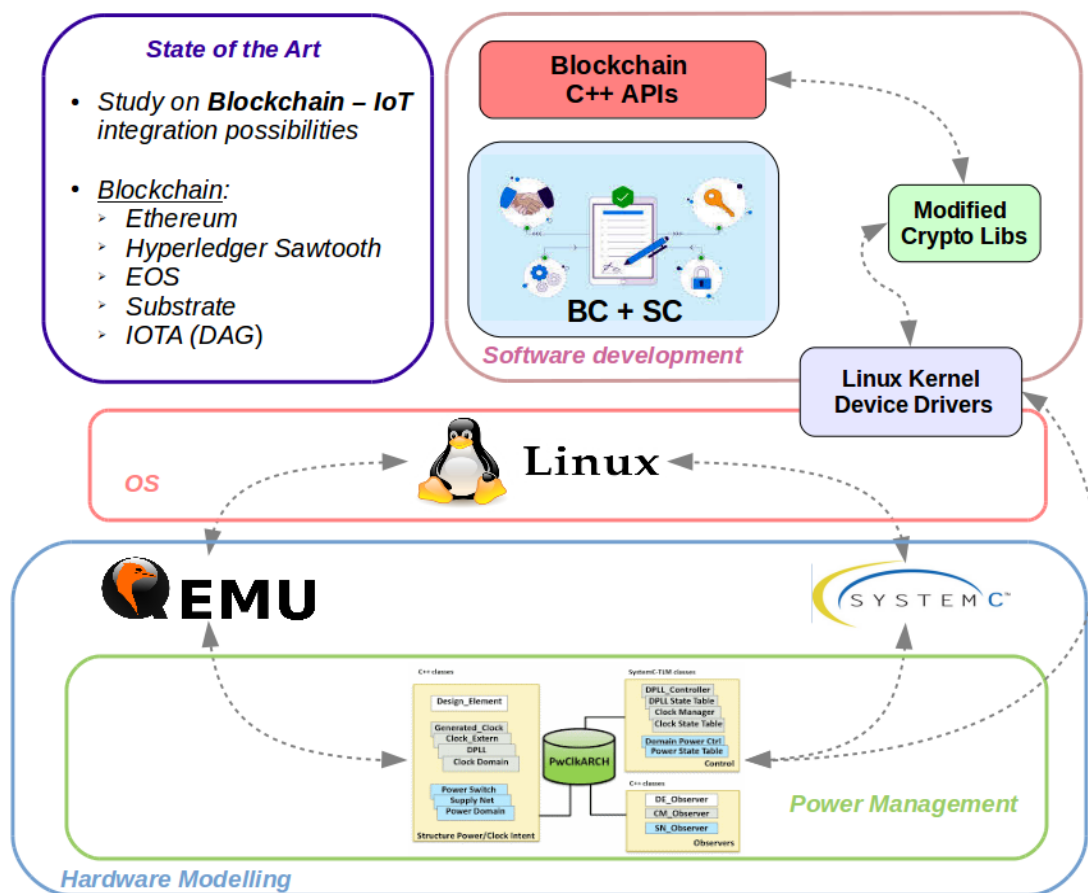 State of the Art
• Study on Blockchain – IoT
integration possibilities
• Blockchain:
➢ Ethereum
➢ Hyperledger Sawtooth
➢ EOS
➢ Substrate
➢ IOTA (DAG)
Blockchain
C++ APIs
BC + SC
Software development
Modified
Crypto Libs
Linux Kernel
Device Drivers
OS
Linux
QEMU
SYSTEM C™
C++ classes
Design_Element
Generated_Clock
Clock_Extern
DPLL
Clock Domain
Power Switch
Supply Net
Power Domain
Structure Power/Clock Intent
PwClkARCH
SystemC-TLM classes
DPLL_Controller
DPLL State Table
Clock Manager
Clock State Table
Domain Power Ctrl
Power State Table
Control
C++ classes
DE_Observer
CM_Observer
SN_Observer
Observers
Power Management
Hardware Modelling